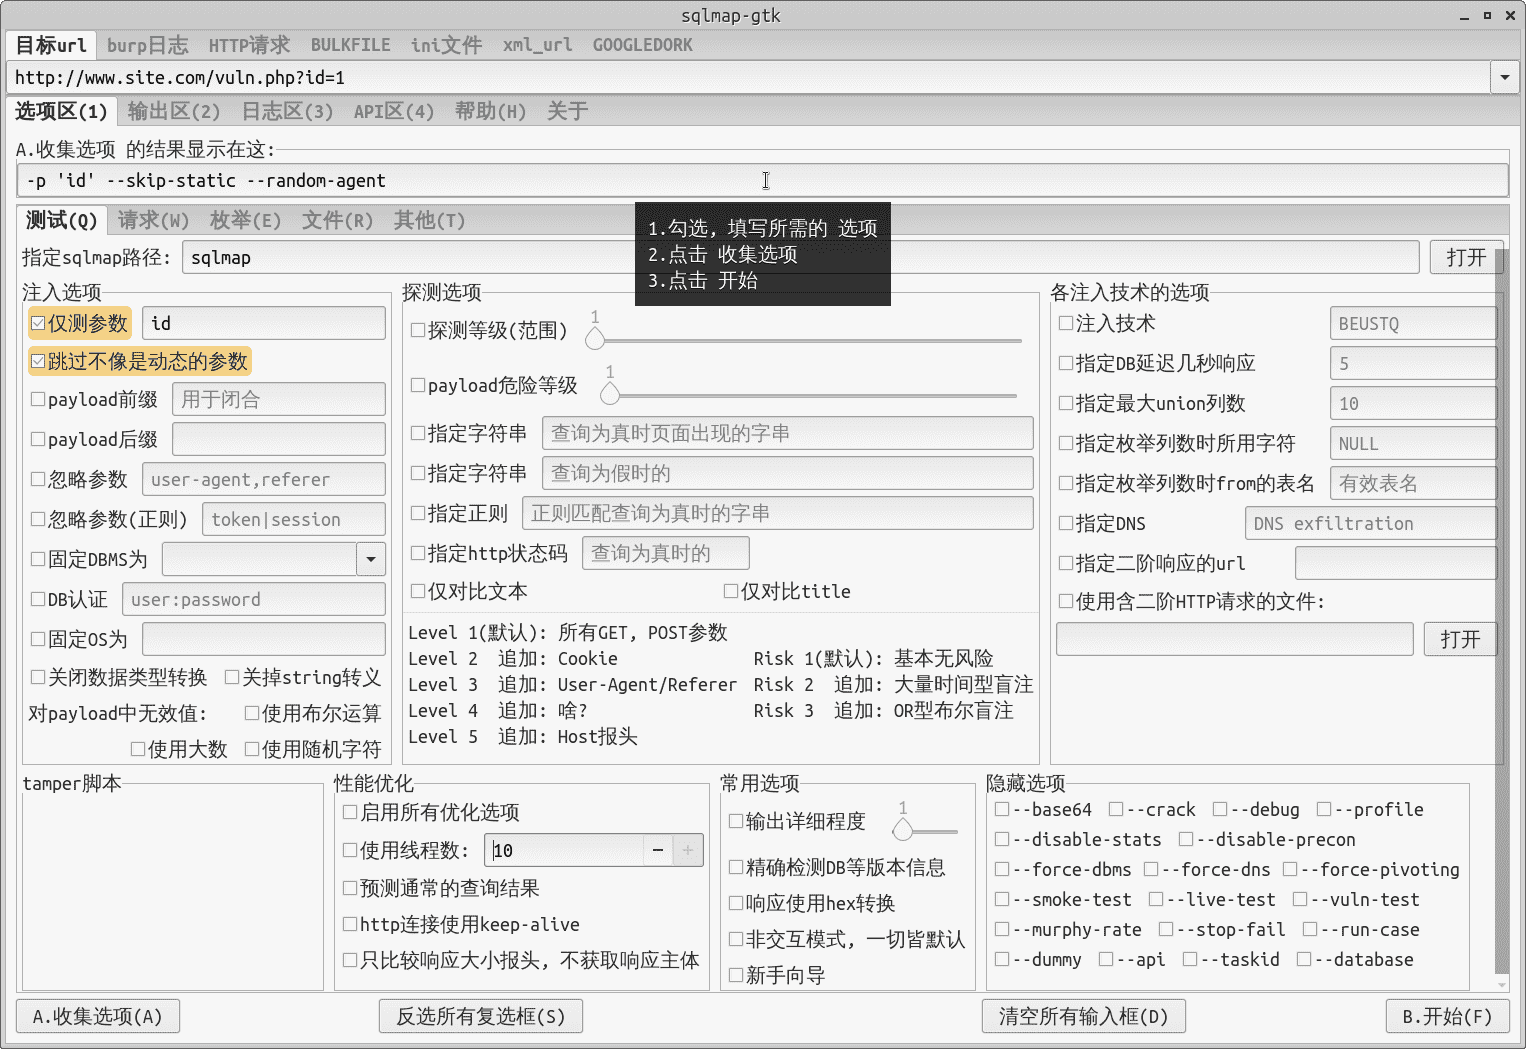 sqlmap-gtk
目标url burp日志 HTTP请求 BULKFILE ini文件 xml_url GOOGLEDORK
http://www.site.com/vuln.php?id=1
选项区(1) 输出区(2) 日志区(3) API区(4) 帮助(H) 关于
A.收集选项 的结果显示在这:
-p 'id' --skip-static --random-agent
测试(Q) 请求(W) 枚举(E) 文件(R) 其他(T)
1.勾选, 填写所需的 选项
2.点击 收集选项
3.点击 开始
指定sqlmap路径: sqlmap 打开
注入选项
仅测参数 id
跳过不像是动态的参数
payload前缀 用于闭合
payload后缀
忽略参数 user-agent,referer
忽略参数(正则) token|session
固定DBMS为
DB认证 user:password
固定OS为
关闭数据类型转换 关掉string转义
对payload中无效值: 使用布尔运算
使用大数 使用随机字符
探测选项
探测等级(范围) 1
payload危险等级 1
指定字符串 查询为真时页面出现的字串
指定字符串 查询为假时的
指定正则 正则匹配查询为真时的字串
指定http状态码 查询为真时的
仅对比文本 仅对比title
Level 1(默认): 所有GET, POST参数
Level 2 追加: Cookie Risk 1(默认): 基本无风险
Level 3 追加: User-Agent/Referer Risk 2 追加: 大量时间型盲注
Level 4 追加: 啥? Risk 3 追加: OR型布尔盲注
Level 5 追加: Host报头
各注入技术的选项
注入技术 BEUSTQ
指定DB延迟几秒响应 5
指定最大union列数 10
指定枚举列数时所用字符 NULL
指定枚举列数时from的表名 有效表名
指定DNS DNS exfiltration
指定二阶响应的url
使用含二阶HTTP请求的文件:
打开
tamper脚本
性能优化
启用所有优化选项
使用线程数: 10 − +
预测通常的查询结果
http连接使用keep-alive
只比较响应大小报头, 不获取响应主体
常用选项
输出详细程度 1
精确检测DB等版本信息
响应使用hex转换
非交互模式, 一切皆默认
新手向导
隐藏选项
--base64 --crack --debug --profile
--disable-stats --disable-precon
--force-dbms --force-dns --force-pivoting
--smoke-test --live-test --vuln-test
--murphy-rate --stop-fail --run-case
--dummy --api --taskid --database
A.收集选项(A) 反选所有复选框(S) 清空所有输入框(D) B.开始(F)